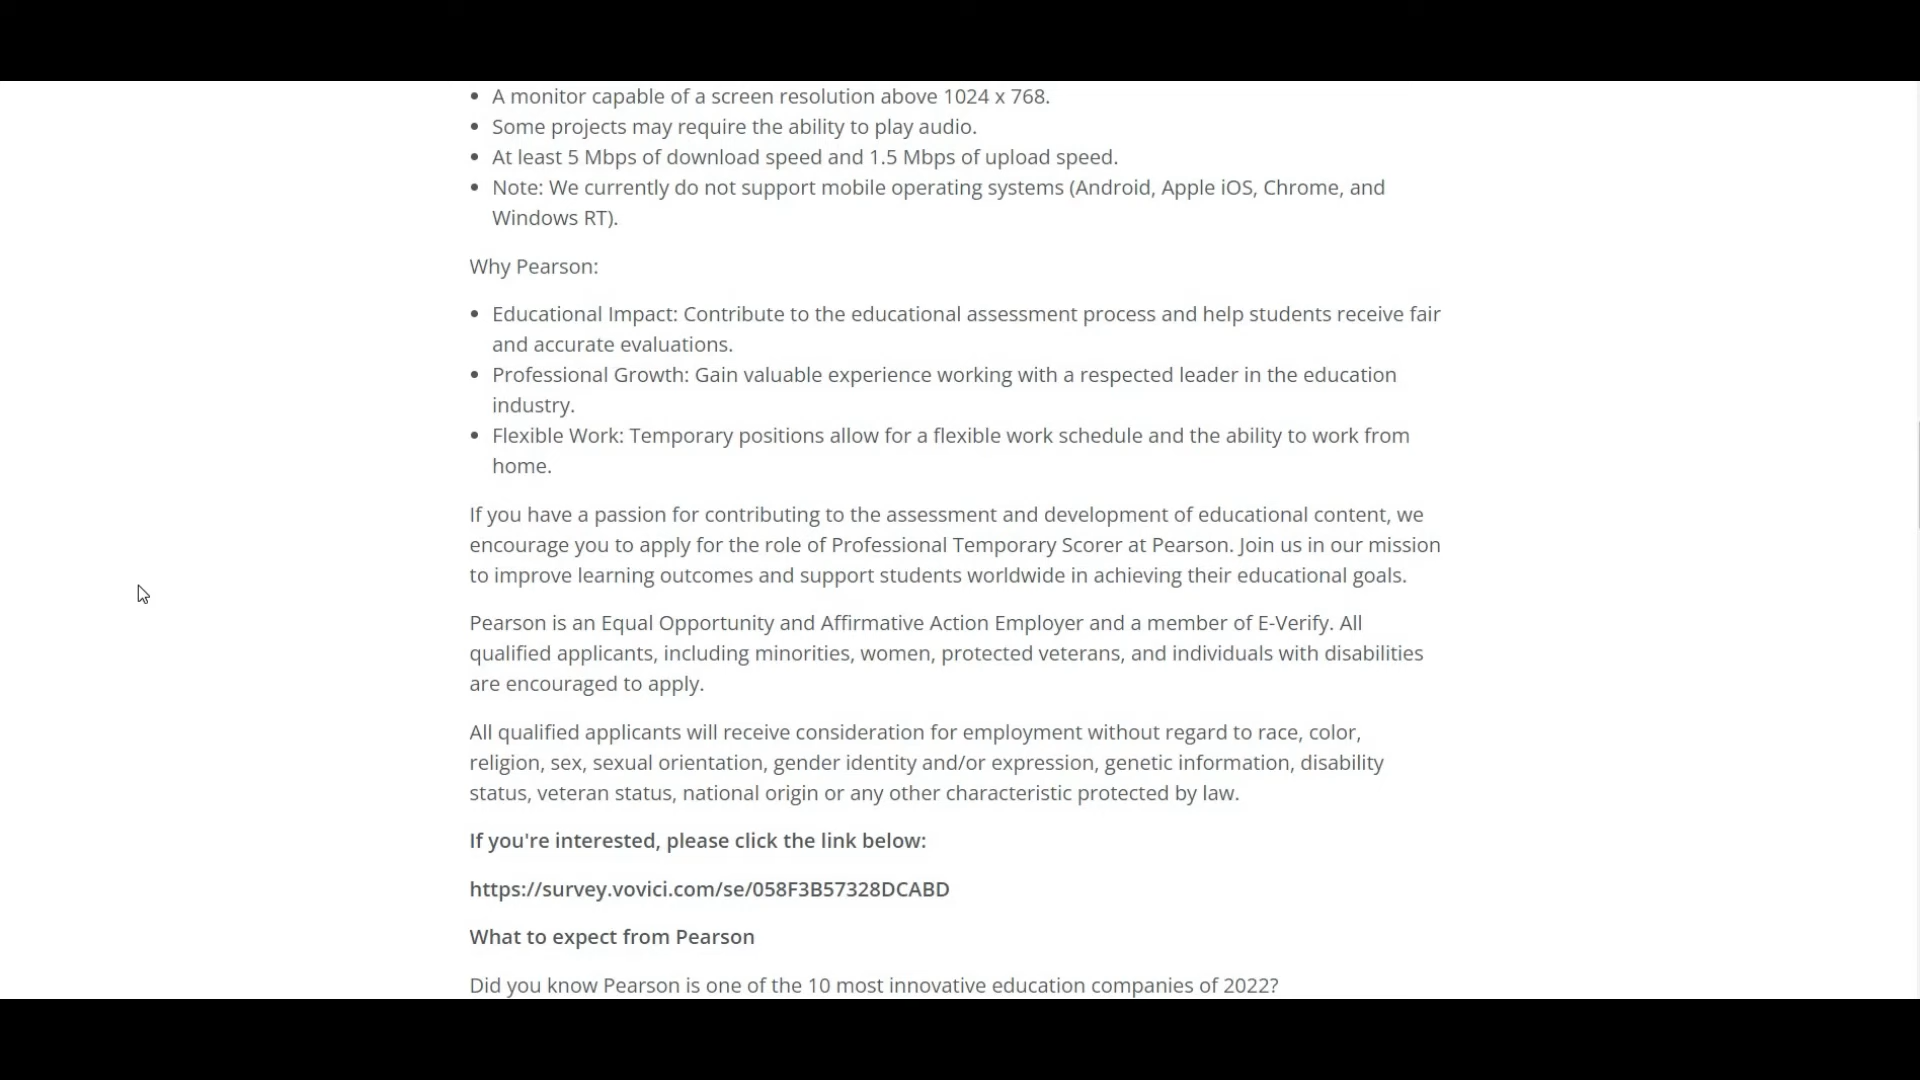 • A monitor capable of a screen resolution above 1024 x 768.
• Some projects may require the ability to play audio.
• At least 5 Mbps of download speed and 1.5 Mbps of upload speed.
• Note: We currently do not support mobile operating systems (Android, Apple iOS, Chrome, and
Windows RT).
Why Pearson:
• Educational Impact: Contribute to the educational assessment process and help students receive fair
and accurate evaluations.
• Professional Growth: Gain valuable experience working with a respected leader in the education
industry.
• Flexible Work: Temporary positions allow for a flexible work schedule and the ability to work from
home.
If you have a passion for contributing to the assessment and development of educational content, we
encourage you to apply for the role of Professional Temporary Scorer at Pearson. Join us in our mission
to improve learning outcomes and support students worldwide in achieving their educational goals.
Pearson is an Equal Opportunity and Affirmative Action Employer and a member of E-Verify. All
qualified applicants, including minorities, women, protected veterans, and individuals with disabilities
are encouraged to apply.
All qualified applicants will receive consideration for employment without regard to race, color,
religion, sex, sexual orientation, gender identity and/or expression, genetic information, disability
status, veteran status, national origin or any other characteristic protected by law.
If you're interested, please click the link below:
https://survey.vovici.com/se/058F3B57328DCABD
What to expect from Pearson
Did you know Pearson is one of the 10 most innovative education companies of 2022?